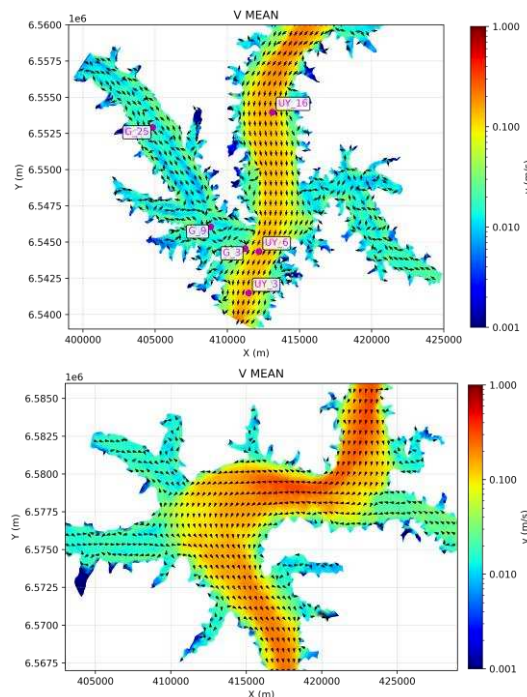 V MEAN
1e6
6.5600
6.5575
6.5550
6.5525
6.5500
6.5475
6.5450
6.5425
6.5400
Y (m)
UY_16
G_25
G_9
G_3
UY_6
UY_3
400000 405000 410000 415000 420000 425000
X (m)
1.000
0.100
0.010
0.001
v (m/s)
V MEAN
1e6
6.5850
6.5825
6.5800
6.5775
6.5750
6.5725
6.5700
6.5675
Y (m)
405000 410000 415000 420000 425000
X (m)
1.000
0.100
0.010
0.001
v (m/s)